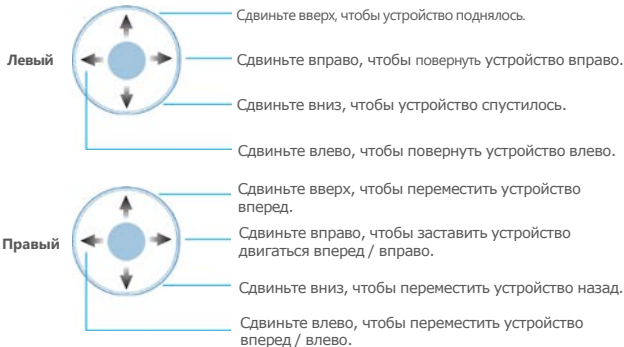 Сдвиньте вверх, чтобы устройство поднялось.
Левый
Сдвиньте вправо, чтобы повернуть устройство вправо.
Сдвиньте вниз, чтобы устройство спустилось.
Сдвиньте влево, чтобы повернуть устройство влево.
Сдвиньте вверх, чтобы переместить устройство
вперед.
Правый
Сдвиньте вправо, чтобы заставить устройство
двигаться вперед / вправо.
Сдвиньте вниз, чтобы переместить устройство назад.
Сдвиньте влево, чтобы переместить устройство
вперед / влево.